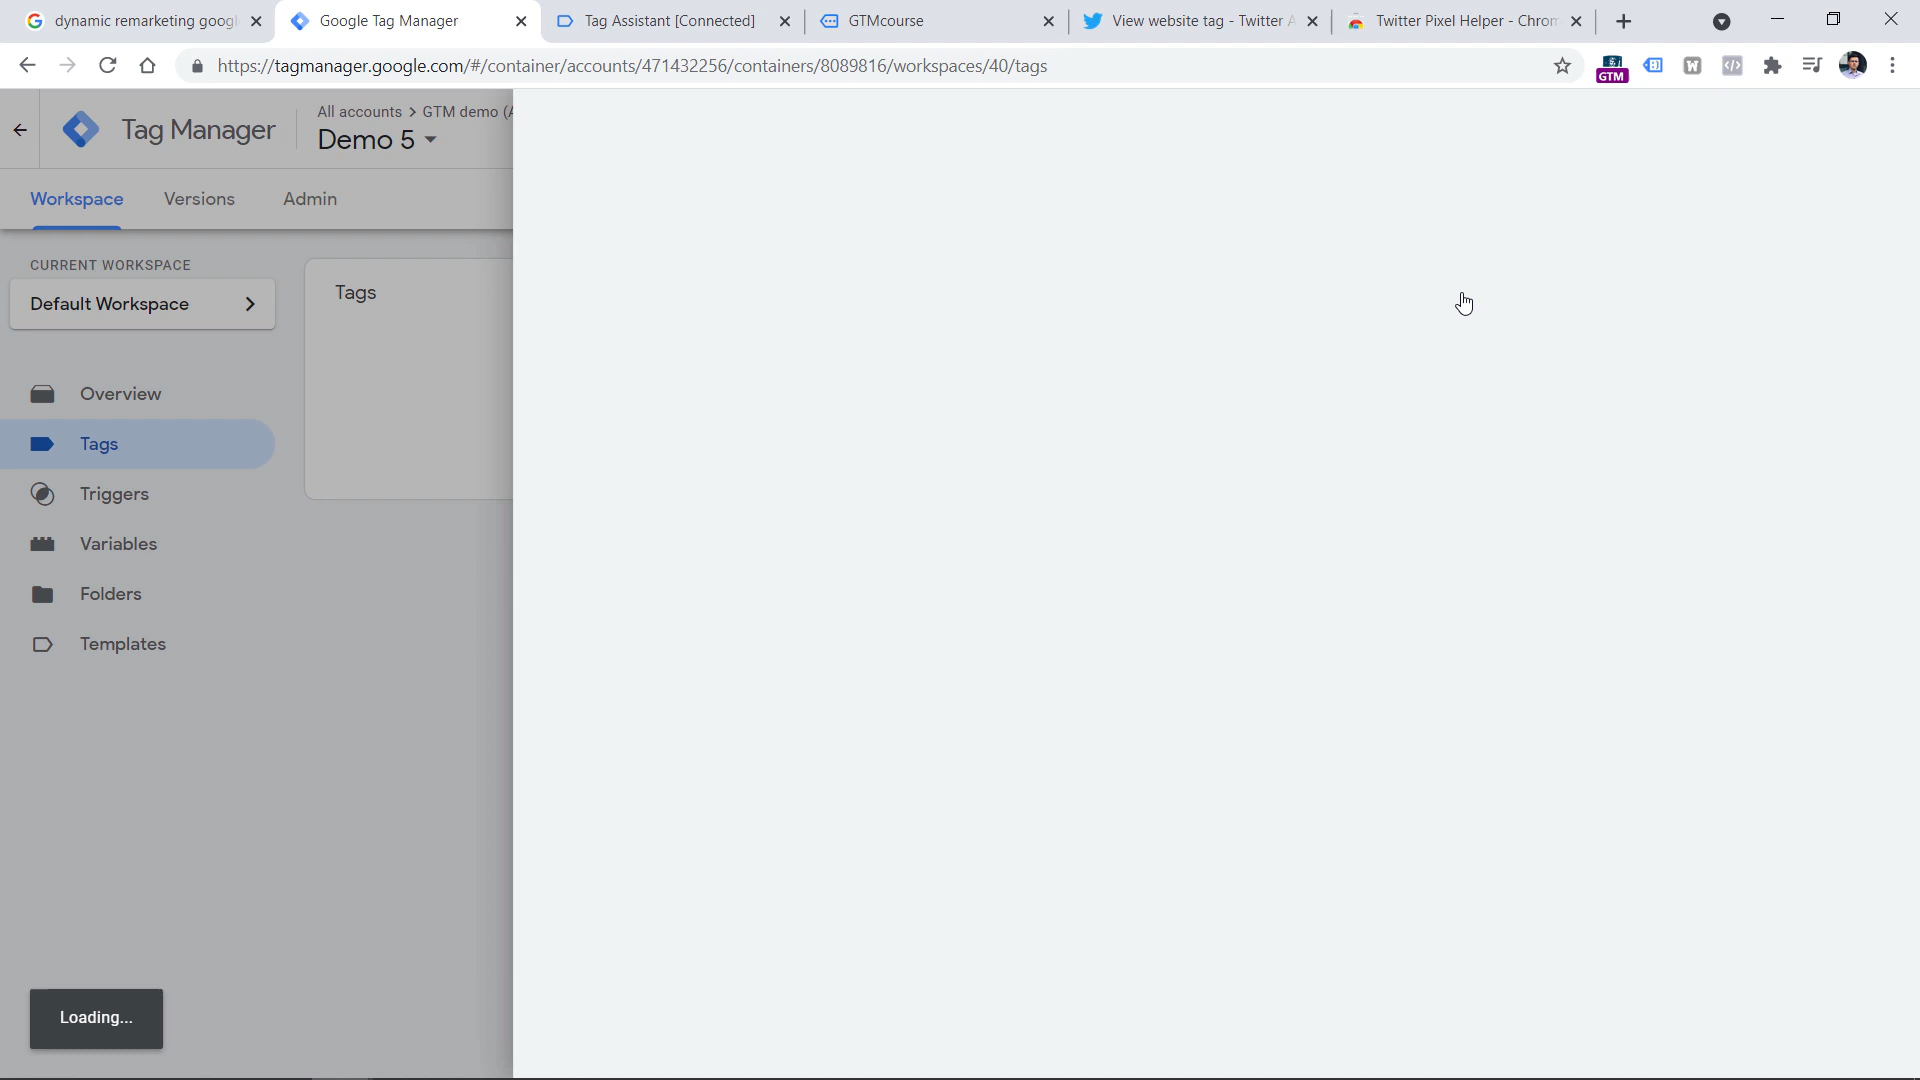 dynamic remarketing googl
Google Tag Manager
Tag Assistant [Connected]
GTMcourse
View website tag - Twitter A
Twitter Pixel Helper - Chrom
https://tagmanager.google.com/#/container/accounts/471432256/containers/8089816/workspaces/40/tags
GTM
Tag Manager
All accounts > GTM demo (A
Demo 5
Workspace
Versions
Admin
CURRENT WORKSPACE
Default Workspace
Tags
Overview
Tags
Triggers
Variables
Folders
Templates
Loading...